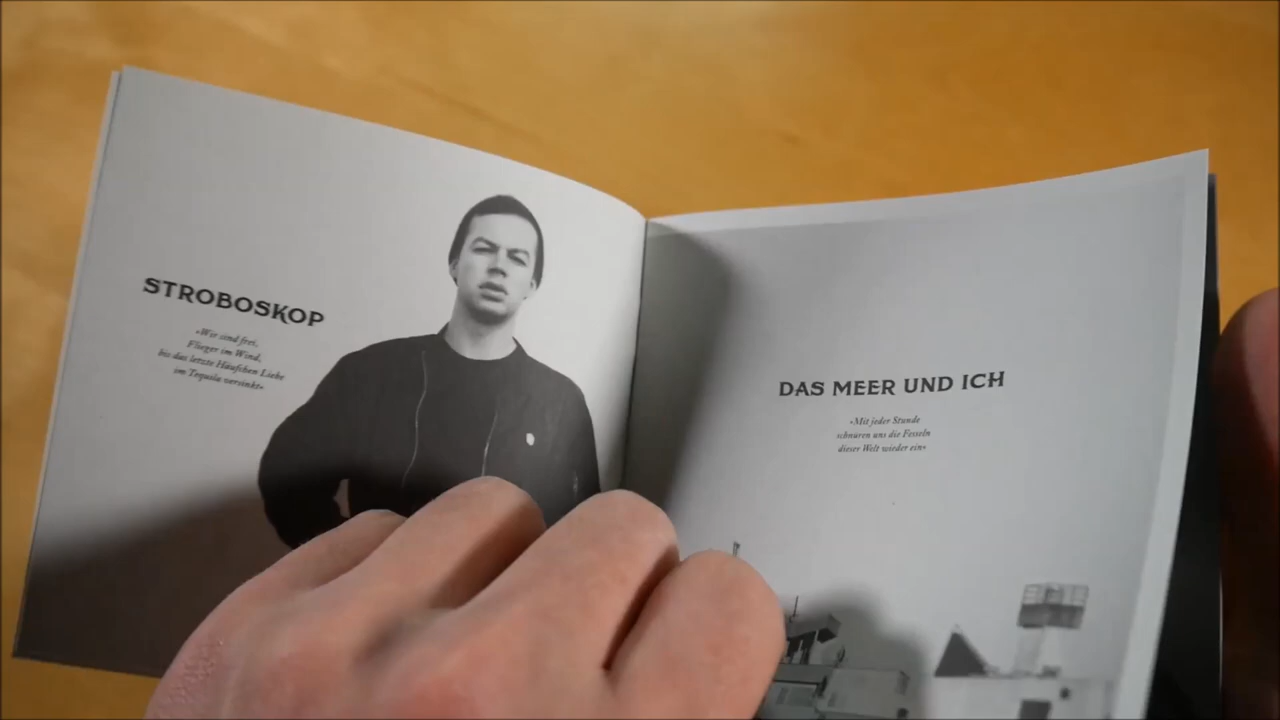 STROBOSKOP
»Wir sind frei,
Flieger im Wind,
bis das letzte Häufchen Liebe
im Tequila versinkt«
DAS MEER UND ICH
»Mit jeder Stunde
schnüren uns die Fesseln
dieser Welt wieder ein«